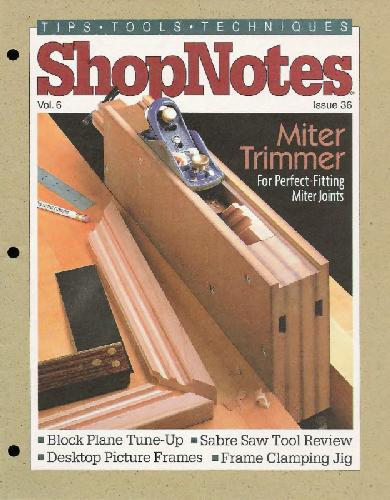 TIPS • TOOLS • TECHNIQUES
ShopNotes
Vol. 6 Issue 36
Miter
Trimmer
For Perfect-Fitting
Miter Joints
■ Block Plane Tune-Up ■ Sabre Saw Tool Review
■ Desktop Picture Frames ■ Frame Clamping Jig